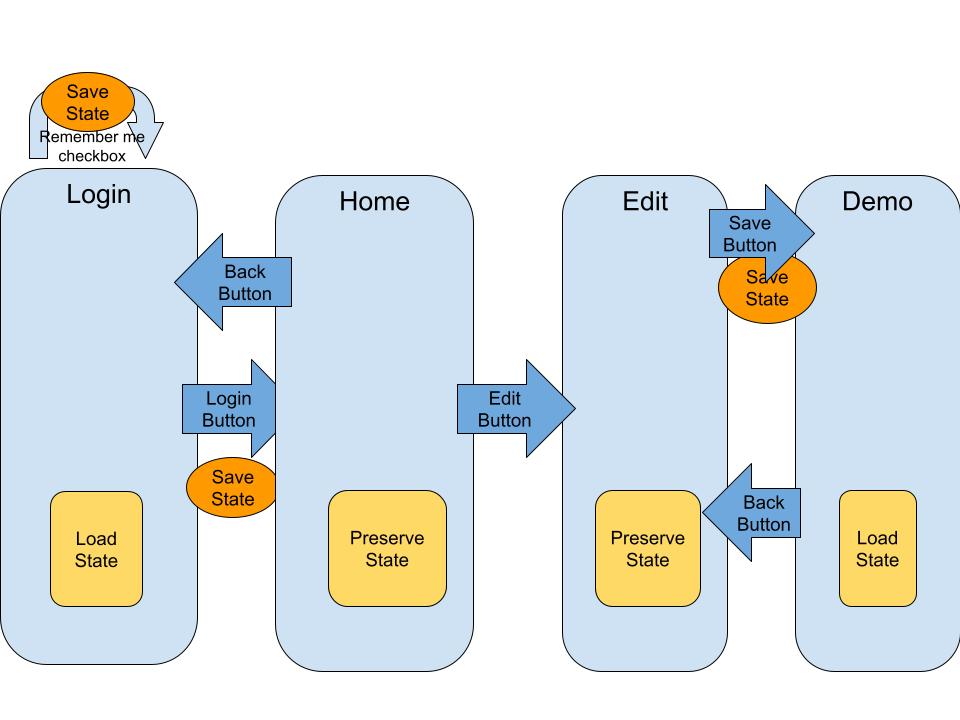 Save
State
Remember me
checkbox
Login
Home
Edit
Demo
Save
Button
Save
State
Back
Button
Login
Button
Edit
Button
Save
State
Back
Button
Load
State
Preserve
State
Preserve
State
Load
State